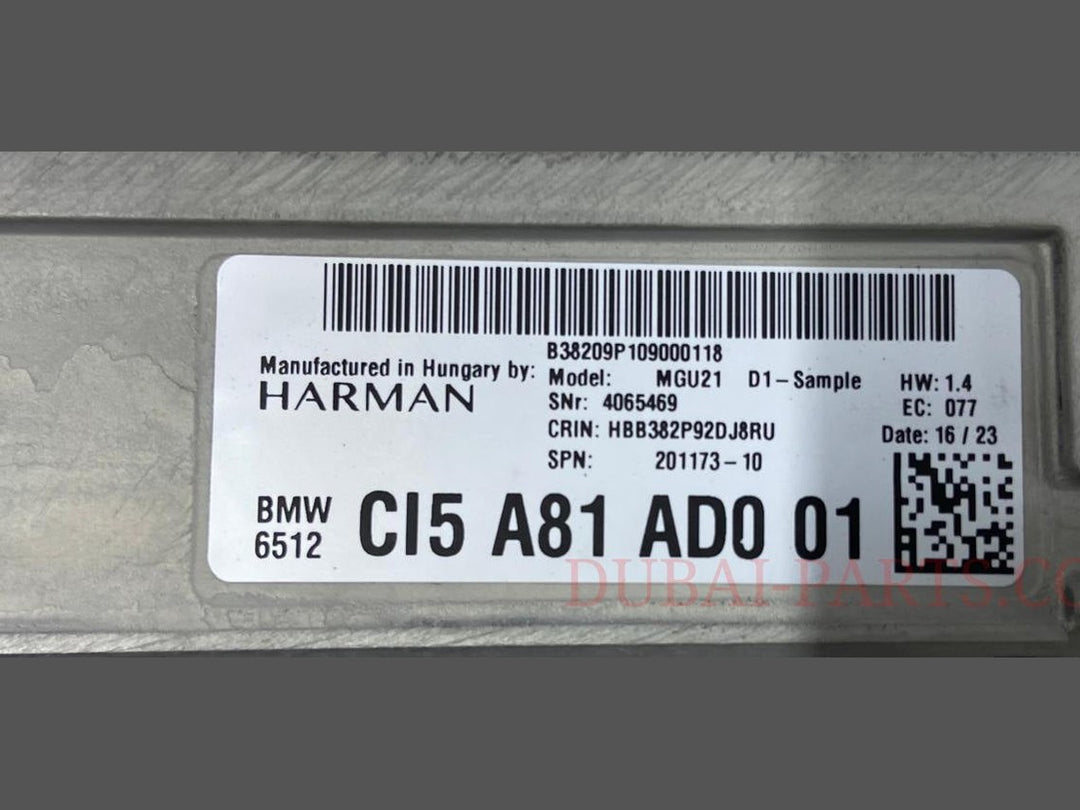 B38209P109000118
Manufactured in Hungary by:
HARMAN
Model: MGU21 D1-Sample
SNr: 4065469
CRIN: HBB382P92DJ8RU
SPN: 201173-10
HW: 1.4
EC: 077
Date: 16 / 23
BMW
6512
CI5 A81 AD0 01
DUBAI-PARTS.CO